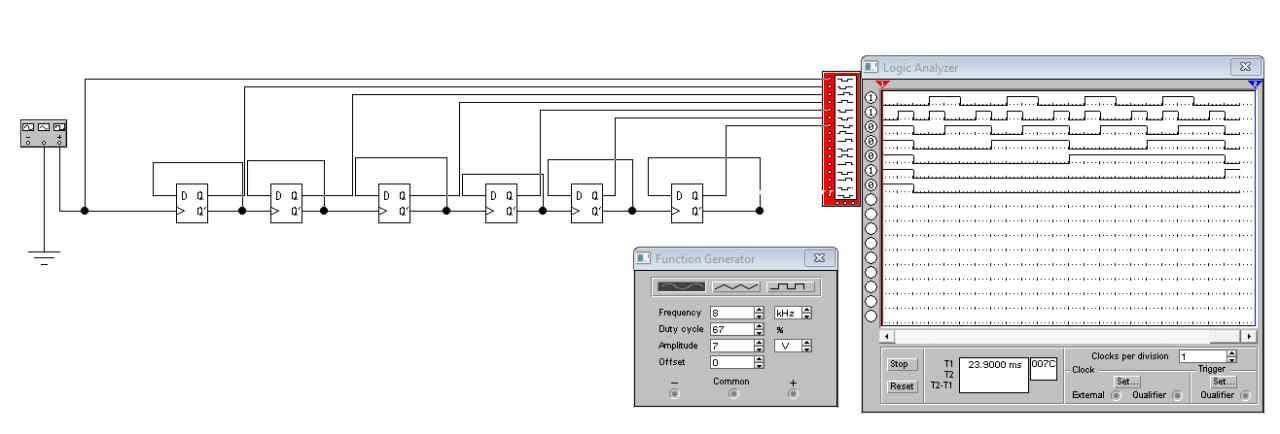 Logic Analyzer
1
1
0
0
0
1
0
D Q D Q D Q D Q D Q D Q
Q' Q' Q' Q' Q' Q'
Function Generator
Frequency 8 kHz
Duty cycle 67 %
Amplitude 7 V
Offset 0
− Common +
Stop
Reset
T1 23.9000 ms 007C
T2
T2-T1
Clocks per division 1
Clock
Set...
External Qualifier
Trigger
Set...
Qualifier